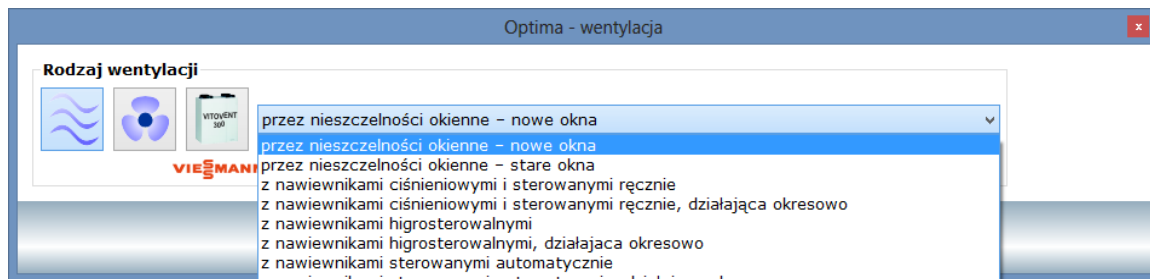 Optima - wentylacja
x
Rodzaj wentylacji
VITOVENT
300
przez nieszczelności okienne – nowe okna
przez nieszczelności okienne – nowe okna
przez nieszczelności okienne – stare okna
VIESMANN
z nawiewnikami ciśnieniowymi i sterowanymi ręcznie
z nawiewnikami ciśnieniowymi i sterowanymi ręcznie, działająca okresowo
z nawiewnikami higrosterowalnymi
z nawiewnikami higrosterowalnymi, działajaca okresowo
z nawiewnikami sterowanymi automatycznie